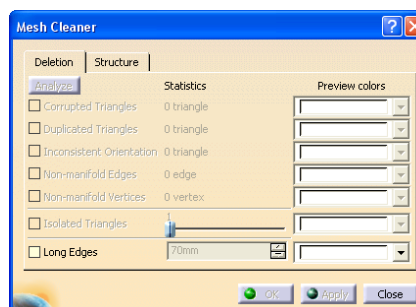 Mesh Cleaner
Deletion Structure
Analyze Statistics Preview colors
Corrupted Triangles 0 triangle
Duplicated Triangles 0 triangle
Inconsistent Orientation 0 triangle
Non-manifold Edges 0 edge
Non-manifold Vertices 0 vertex
Isolated Triangles
Long Edges 70mm
OK Apply Close